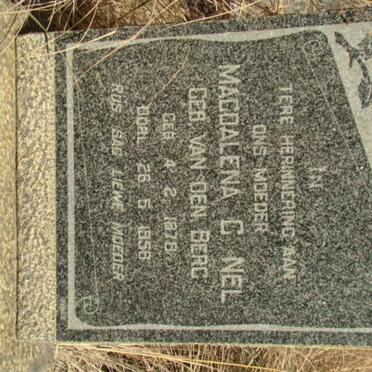 IN
TERE HERINNERING AAN
ONS MOEDER
MAGDALENA C NEL
GEB VAN DEN BERG
GEB 4 2 1878
OORL 26 5 1958
RUS SAG LIEWE MOEDER